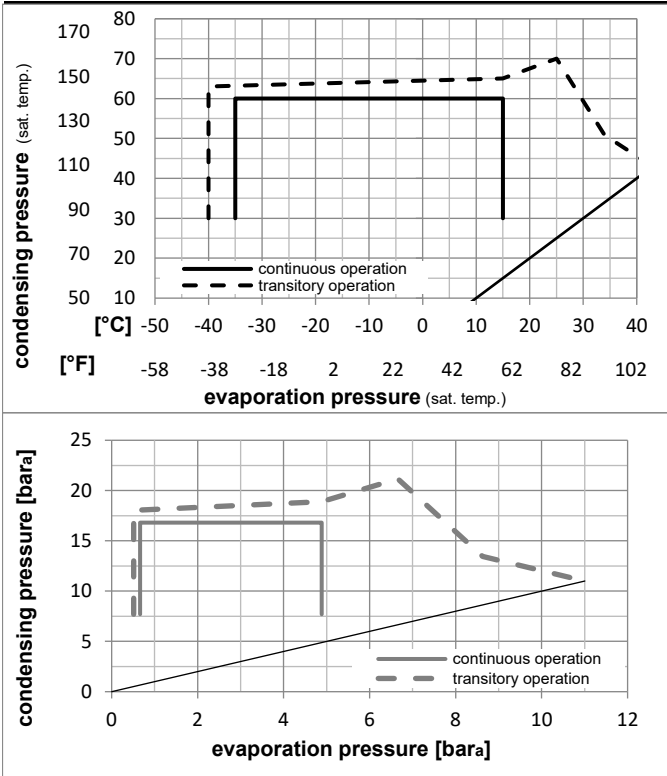 condensing pressure (sat. temp.)
170 80
150 70
60
130 50
110 40
90 30
70 20
50 10
continuous operation
transitory operation
[°C] -50 -40 -30 -20 -10 0 10 20 30 40
[°F] -58 -38 -18 2 22 42 62 82 102
evaporation pressure (sat. temp.)
condensing pressure [bara]
25
20
15
10
5
0
continuous operation
transitory operation
0 2 4 6 8 10 12
evaporation pressure [bara]